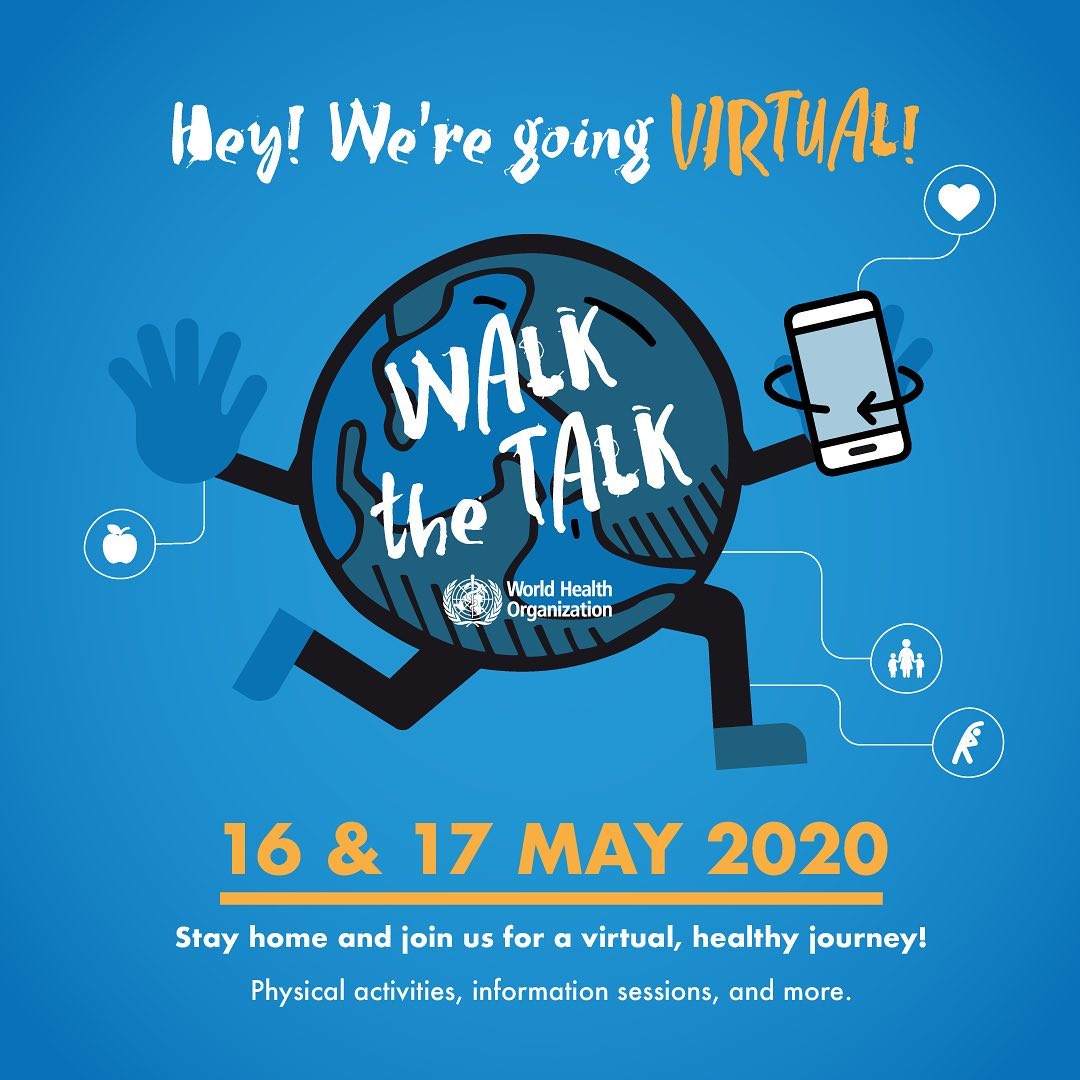 Hey! We're going VIRTUAL!
WALK
the TALK
World Health
Organization
16 & 17 MAY 2020
Stay home and join us for a virtual, healthy journey!
Physical activities, information sessions, and more.